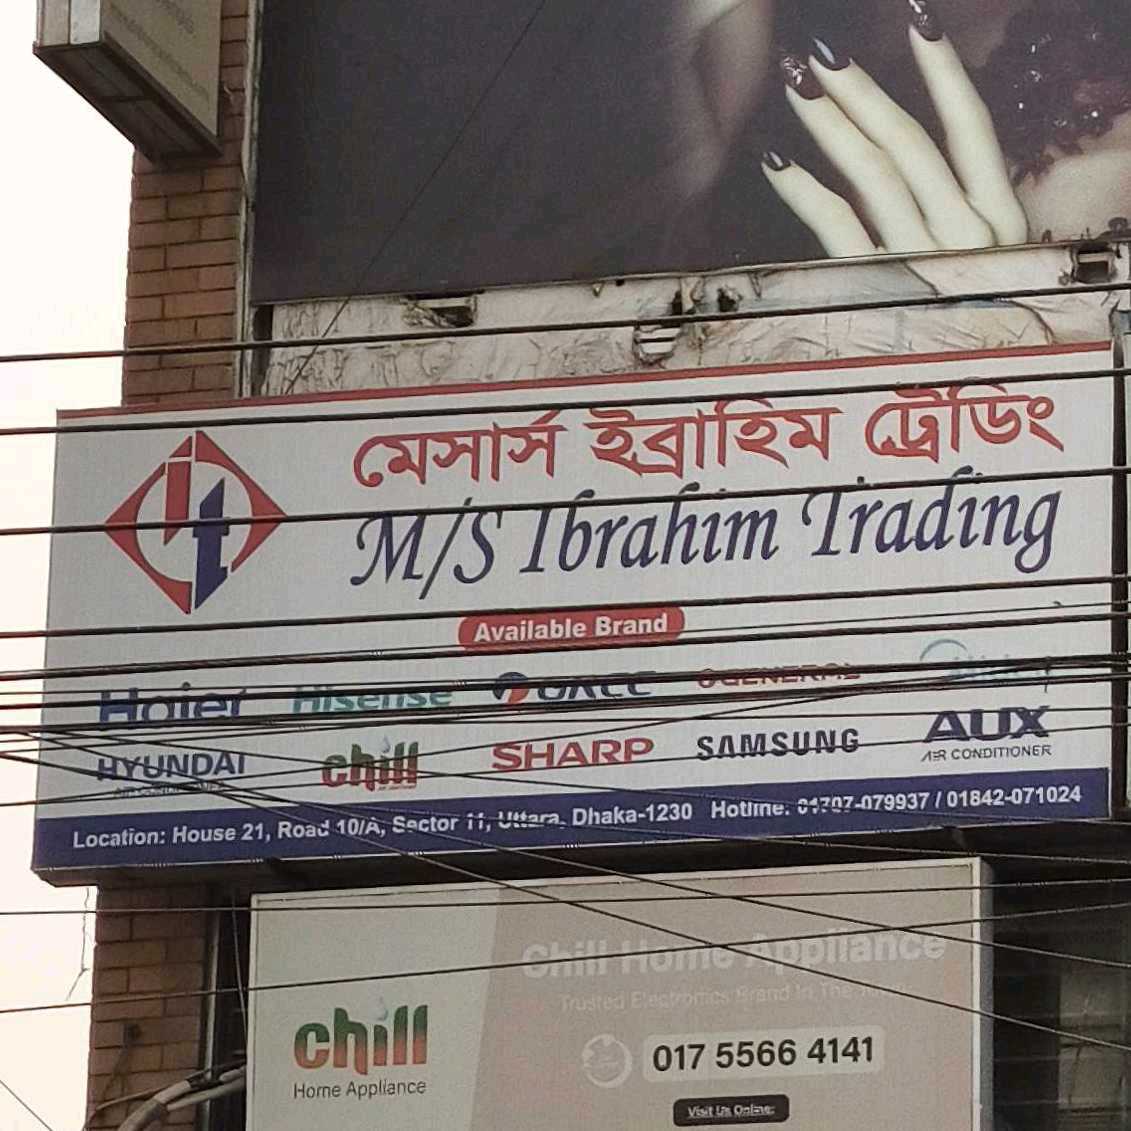 মেসার্স ইব্রাহিম ট্রেডিং
M/S Ibrahim Trading
Available Brand
Haier Hisense GREE O GENERAL Midea
HYUNDAI chill SHARP SAMSUNG AUX
AIR CONDITIONER
Location: House 21, Road 10/A, Sector 11, Uttara, Dhaka-1230 Hotline: 01707-079937 / 01842-071024
Chill Home Appliance
Trusted Electronics Brand In The
chill
Home Appliance
017 5566 4141
Visit Us Online: